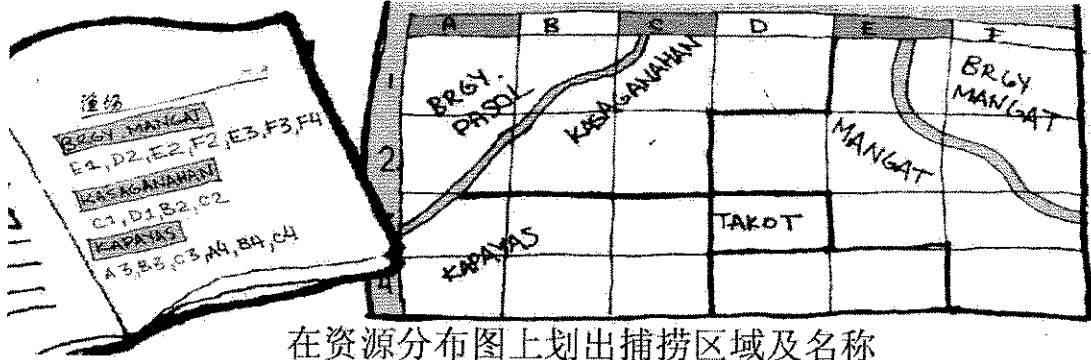 渔场
BRGY MANGAT
E1, D2, E2, F2, E3, F3, F4
KASAGANAHAN
C1, D1, B2, C2
KAPAYAS
A3, B3, C3, A4, B4, C4
A B C D E F
1
BRGY.
PASOL
KASAGANAHAN
BRGY
MANGAT
2
MANGAT
TAKOT
KAPAYAS
4
在资源分布图上划出捕捞区域及名称